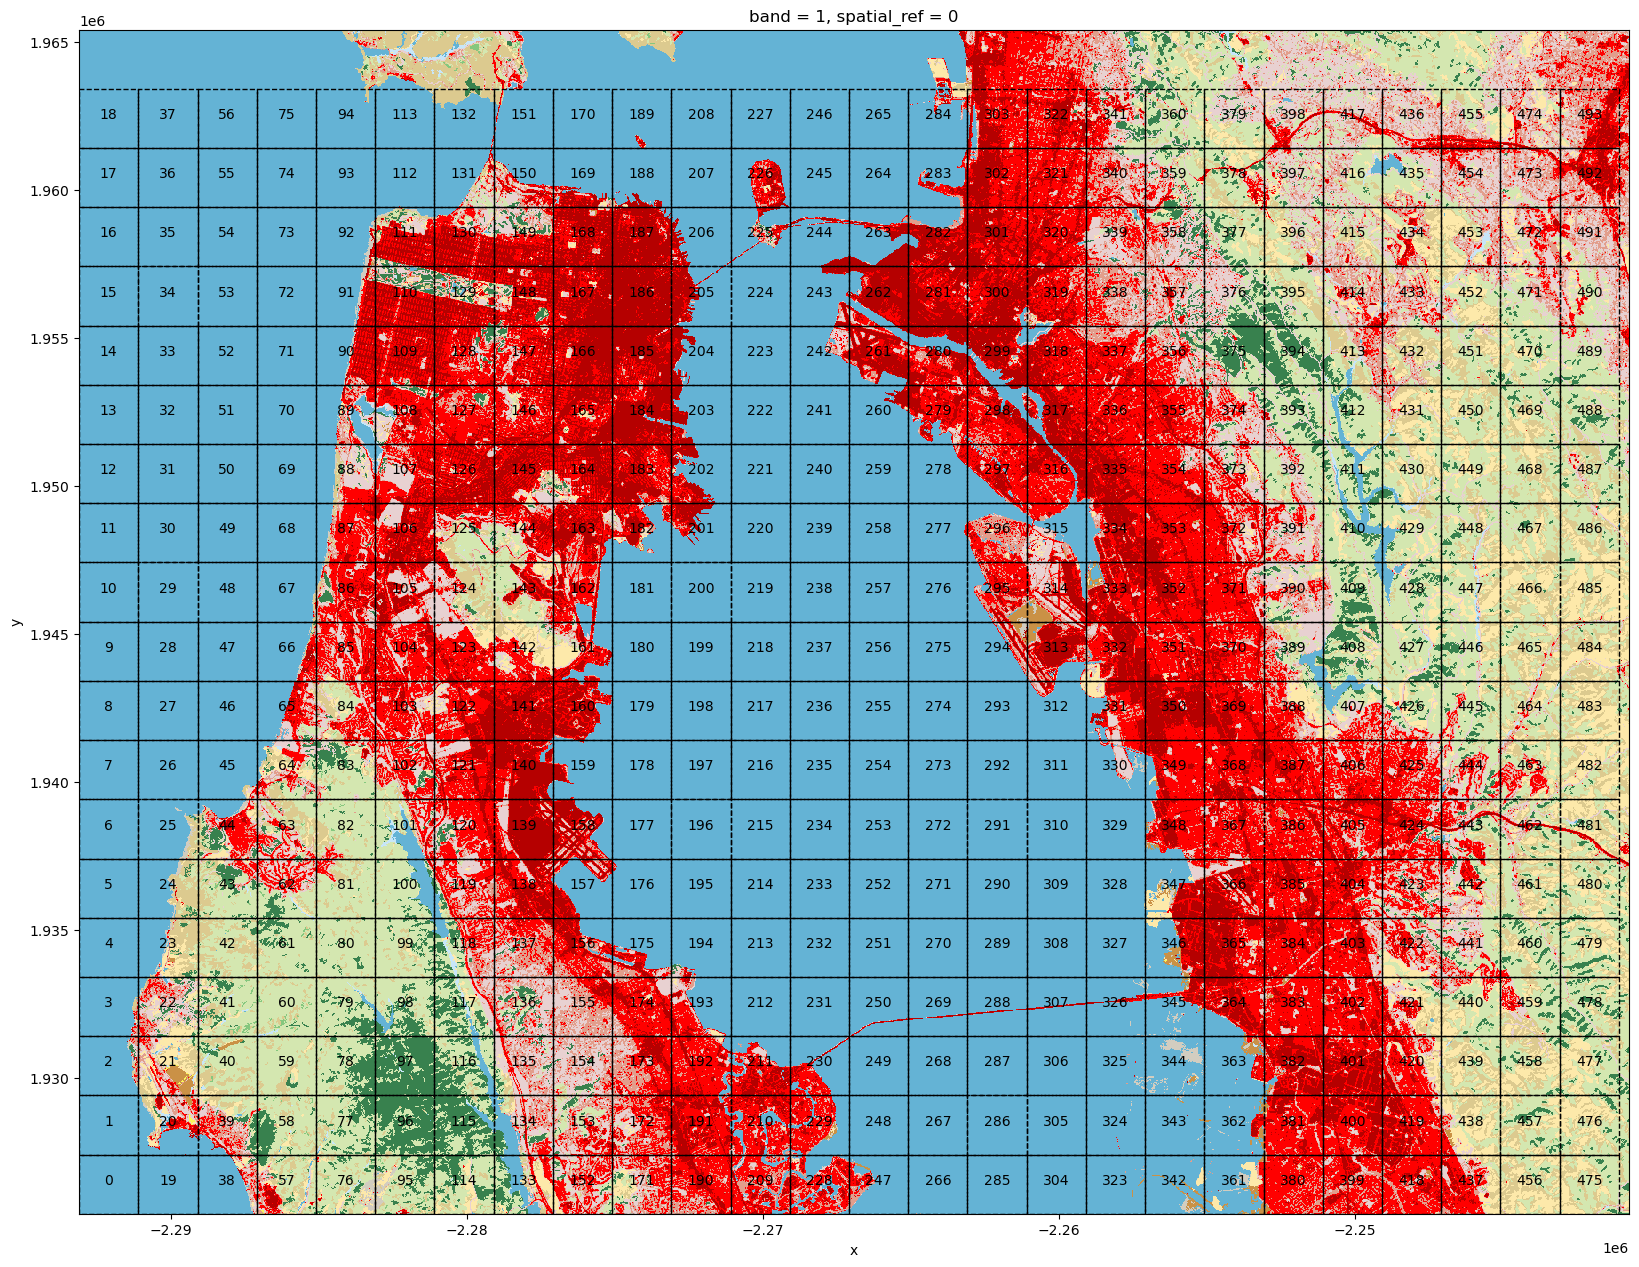 1e6
band = 1, spatial_ref = 0
1.965
18 37 56 75 94 113 132 151 170 189 208 227 246 265 284 303 322 341 360 379 398 417 436 455 474 493
17 36 55 74 93 112 131 150 169 188 207 226 245 264 283 302 321 340 359 378 397 416 435 454 473 492
1.960
16 35 54 73 92 111 130 149 168 187 206 225 244 263 282 301 320 339 358 377 396 415 434 453 472 491
15 34 53 72 91 110 129 148 167 186 205 224 243 262 281 300 319 338 357 376 395 414 433 452 471 490
1.955
14 33 52 71 90 109 128 147 166 185 204 223 242 261 280 299 318 337 356 375 394 413 432 451 470 489
13 32 51 70 89 108 127 146 165 184 203 222 241 260 279 298 317 336 355 374 393 412 431 450 469 488
12 31 50 69 88 107 126 145 164 183 202 221 240 259 278 297 316 335 354 373 392 411 430 449 468 487
1.950
11 30 49 68 87 106 125 144 163 182 201 220 239 258 277 296 315 334 353 372 391 410 429 448 467 486
10 29 48 67 86 105 124 143 162 181 200 219 238 257 276 295 314 333 352 371 390 409 428 447 466 485
1.945
9 28 47 66 85 104 123 142 161 180 199 218 237 256 275 294 313 332 351 370 389 408 427 446 465 484
y
8 27 46 65 84 103 122 141 160 179 198 217 236 255 274 293 312 331 350 369 388 407 426 445 464 483
7 26 45 64 83 102 121 140 159 178 197 216 235 254 273 292 311 330 349 368 387 406 425 444 463 482
1.940
6 25 44 63 82 101 120 139 158 177 196 215 234 253 272 291 310 329 348 367 386 405 424 443 462 481
5 24 43 62 81 100 119 138 157 176 195 214 233 252 271 290 309 328 347 366 385 404 423 442 461 480
1.935
4 23 42 61 80 99 118 137 156 175 194 213 232 251 270 289 308 327 346 365 384 403 422 441 460 479
3 22 41 60 79 98 117 136 155 174 193 212 231 250 269 288 307 326 345 364 383 402 421 440 459 478
1.930
2 21 40 59 78 97 116 135 154 173 192 211 230 249 268 287 306 325 344 363 382 401 420 439 458 477
1 20 39 58 77 96 115 134 153 172 191 210 229 248 267 286 305 324 343 362 381 400 419 438 457 476
0 19 38 57 76 95 114 133 152 171 190 209 228 247 266 285 304 323 342 361 380 399 418 437 456 475
−2.29 −2.28 −2.27 −2.26 −2.25
x
1e6